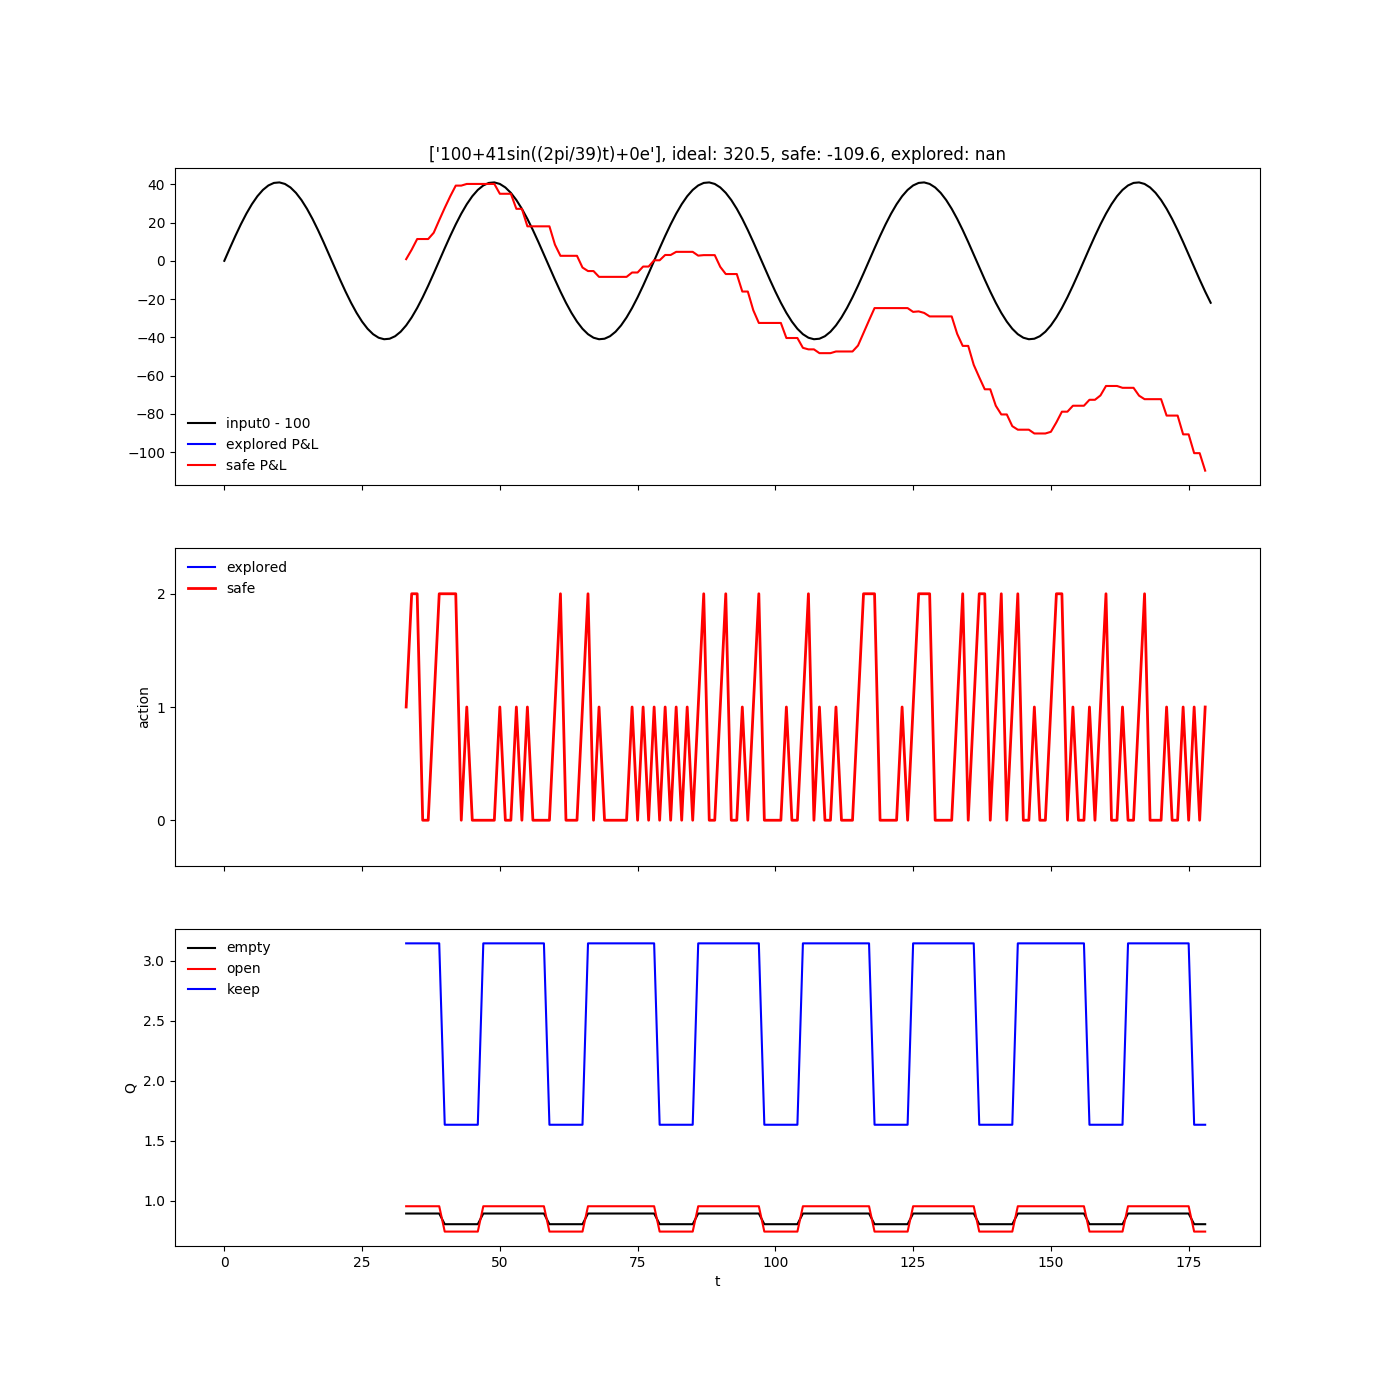 ['100+41sin((2pi/39)t)+0e'], ideal: 320.5, safe: -109.6, explored: nan
40
20
0
−20
−40
−60
−80
−100
input0 - 100
explored P&L
safe P&L
explored
safe
2
1
0
action
empty
open
keep
3.0
2.5
2.0
1.5
1.0
Q
0 25 50 75 100 125 150 175
t